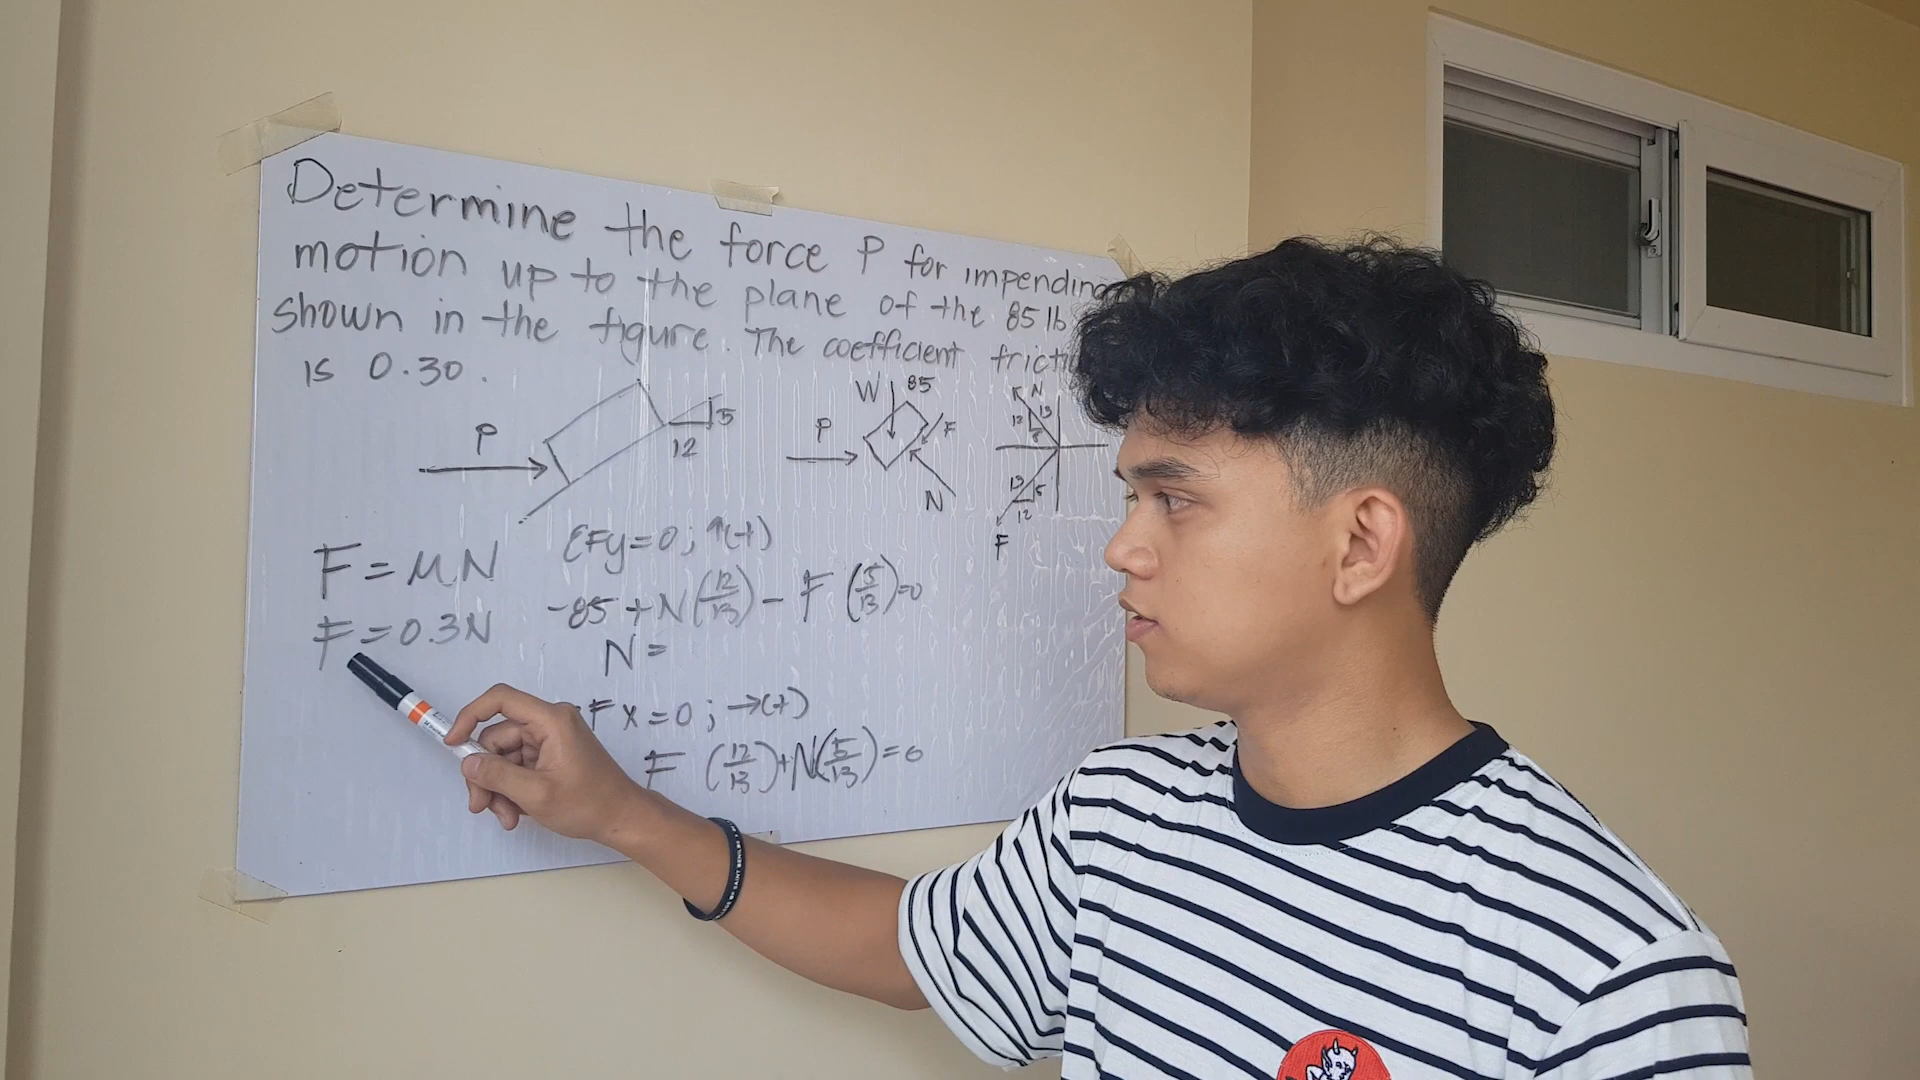 Determine the force P for impending
motion up to the plane of the 85 lb
shown in the figure. The coefficient
is 0.30.
P
5
12
W 85
P
F
N
N
12 13
5
13 5
12
F
F = μN
F = 0.3N
ΣFy = 0; ↑(+)
-85 + N(12/13) - F(5/13) = 0
N =
Fx = 0; →(+)
F (12/13) + N(5/13) = 0